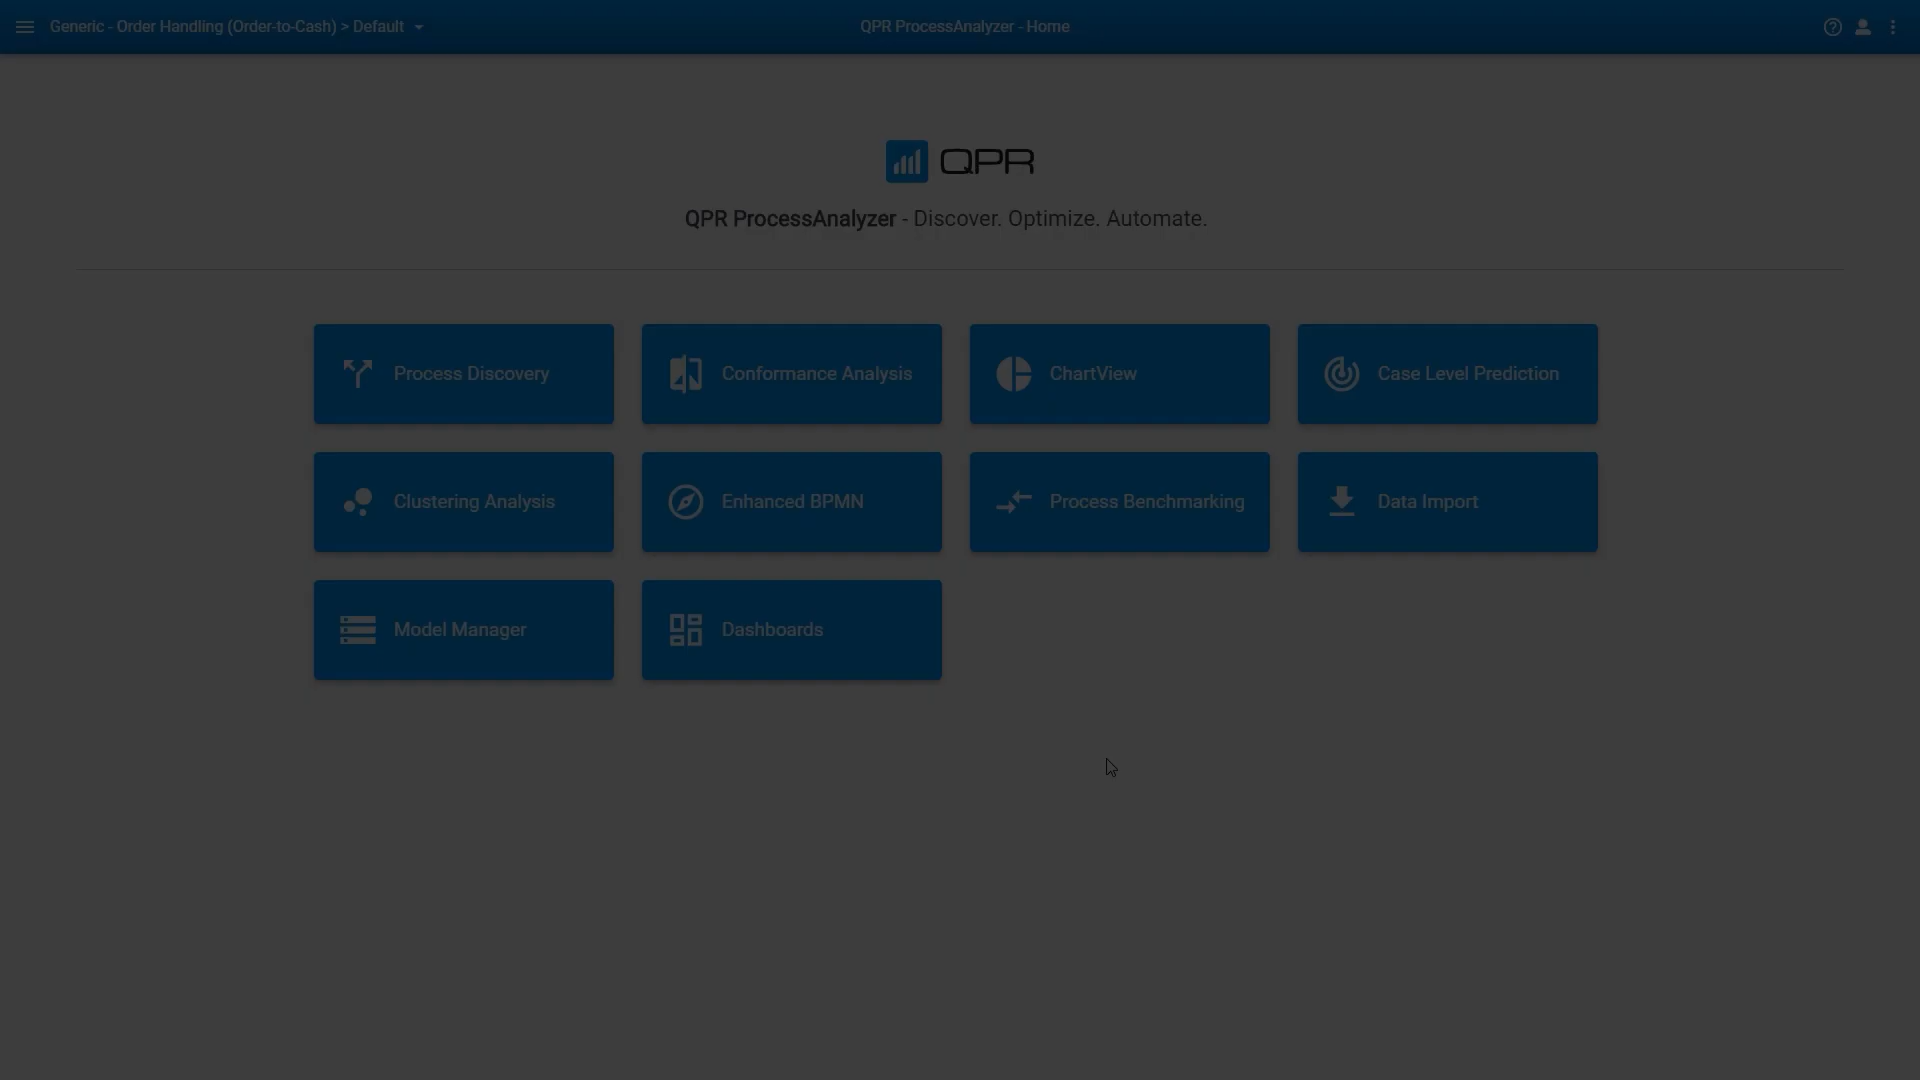 Generic - Order Handling (Order-to-Cash) > Default
QPR ProcessAnalyzer - Home
QPR
QPR ProcessAnalyzer - Discover. Optimize. Automate.
Process Discovery
Conformance Analysis
ChartView
Case Level Prediction
Clustering Analysis
Enhanced BPMN
Process Benchmarking
Data Import
Model Manager
Dashboards